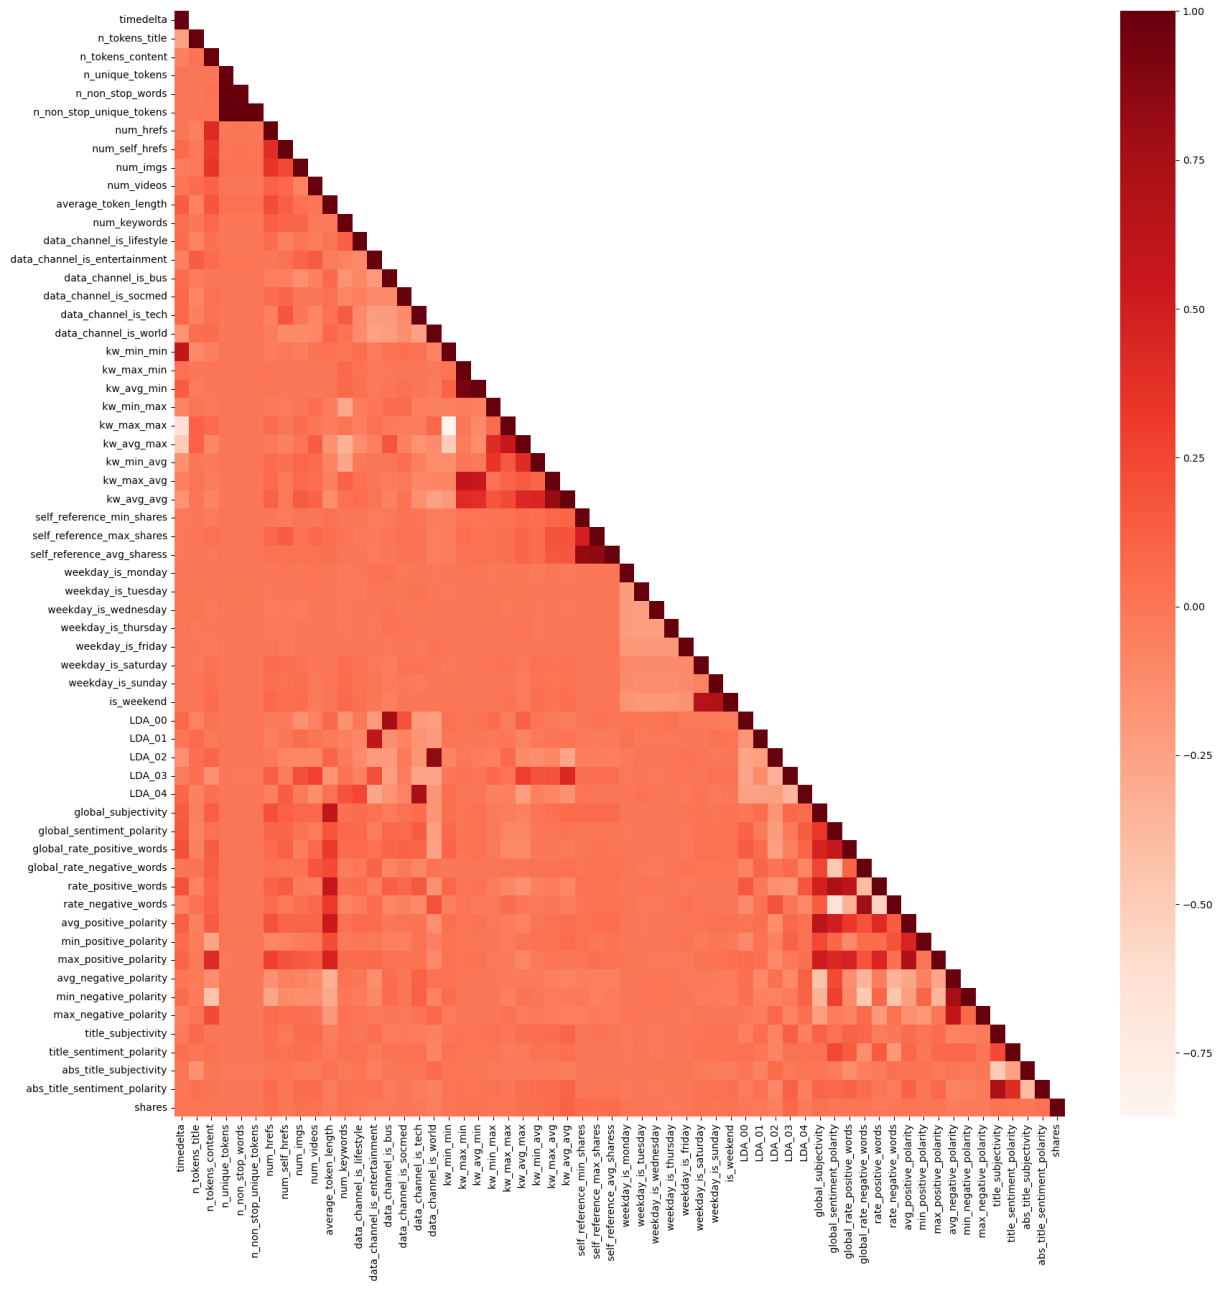 timedelta
n_tokens_title
n_tokens_content
n_unique_tokens
n_non_stop_words
n_non_stop_unique_tokens
num_hrefs
num_self_hrefs
num_imgs
num_videos
average_token_length
num_keywords
data_channel_is_lifestyle
data_channel_is_entertainment
data_channel_is_bus
data_channel_is_socmed
data_channel_is_tech
data_channel_is_world
kw_min_min
kw_max_min
kw_avg_min
kw_min_max
kw_max_max
kw_avg_max
kw_min_avg
kw_max_avg
kw_avg_avg
self_reference_min_shares
self_reference_max_shares
self_reference_avg_sharess
weekday_is_monday
weekday_is_tuesday
weekday_is_wednesday
weekday_is_thursday
weekday_is_friday
weekday_is_saturday
weekday_is_sunday
is_weekend
LDA_00
LDA_01
LDA_02
LDA_03
LDA_04
global_subjectivity
global_sentiment_polarity
global_rate_positive_words
global_rate_negative_words
rate_positive_words
rate_negative_words
avg_positive_polarity
min_positive_polarity
max_positive_polarity
avg_negative_polarity
min_negative_polarity
max_negative_polarity
title_subjectivity
title_sentiment_polarity
abs_title_subjectivity
abs_title_sentiment_polarity
shares
timedelta
n_tokens_title
n_tokens_content
n_unique_tokens
n_non_stop_words
n_non_stop_unique_tokens
num_hrefs
num_self_hrefs
num_imgs
num_videos
average_token_length
num_keywords
data_channel_is_lifestyle
data_channel_is_entertainment
data_channel_is_bus
data_channel_is_socmed
data_channel_is_tech
data_channel_is_world
kw_min_min
kw_max_min
kw_avg_min
kw_min_max
kw_max_max
kw_avg_max
kw_min_avg
kw_max_avg
kw_avg_avg
self_reference_min_shares
self_reference_max_shares
self_reference_avg_sharess
weekday_is_monday
weekday_is_tuesday
weekday_is_wednesday
weekday_is_thursday
weekday_is_friday
weekday_is_saturday
weekday_is_sunday
is_weekend
LDA_00
LDA_01
LDA_02
LDA_03
LDA_04
global_subjectivity
global_sentiment_polarity
global_rate_positive_words
global_rate_negative_words
rate_positive_words
rate_negative_words
avg_positive_polarity
min_positive_polarity
max_positive_polarity
avg_negative_polarity
min_negative_polarity
max_negative_polarity
title_subjectivity
title_sentiment_polarity
abs_title_subjectivity
abs_title_sentiment_polarity
shares
1.00
0.75
0.50
0.25
0.00
−0.25
−0.50
−0.75